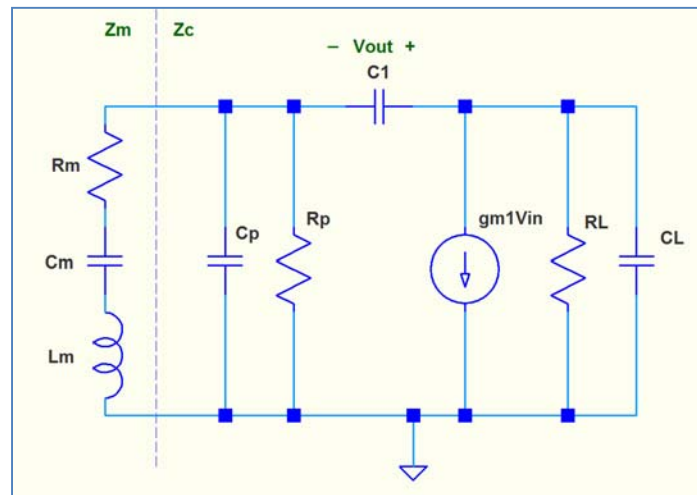 Zm Zc
– Vout +
C1
Rm
Cp
Rp
gm1Vin
RL
CL
Cm
Lm